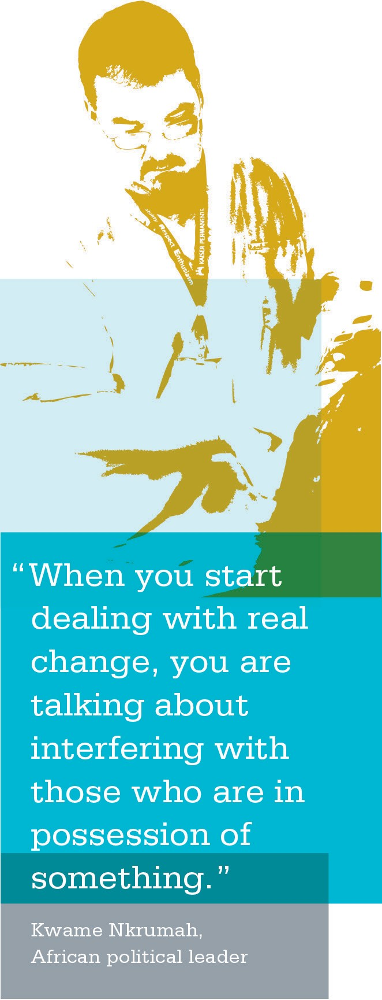 ability Respect Enthusiasm
KAISER PERMANENTE
“When you start
dealing with real
change, you are
talking about
interfering with
those who are in
possession of
something.”
Kwame Nkrumah,
African political leader